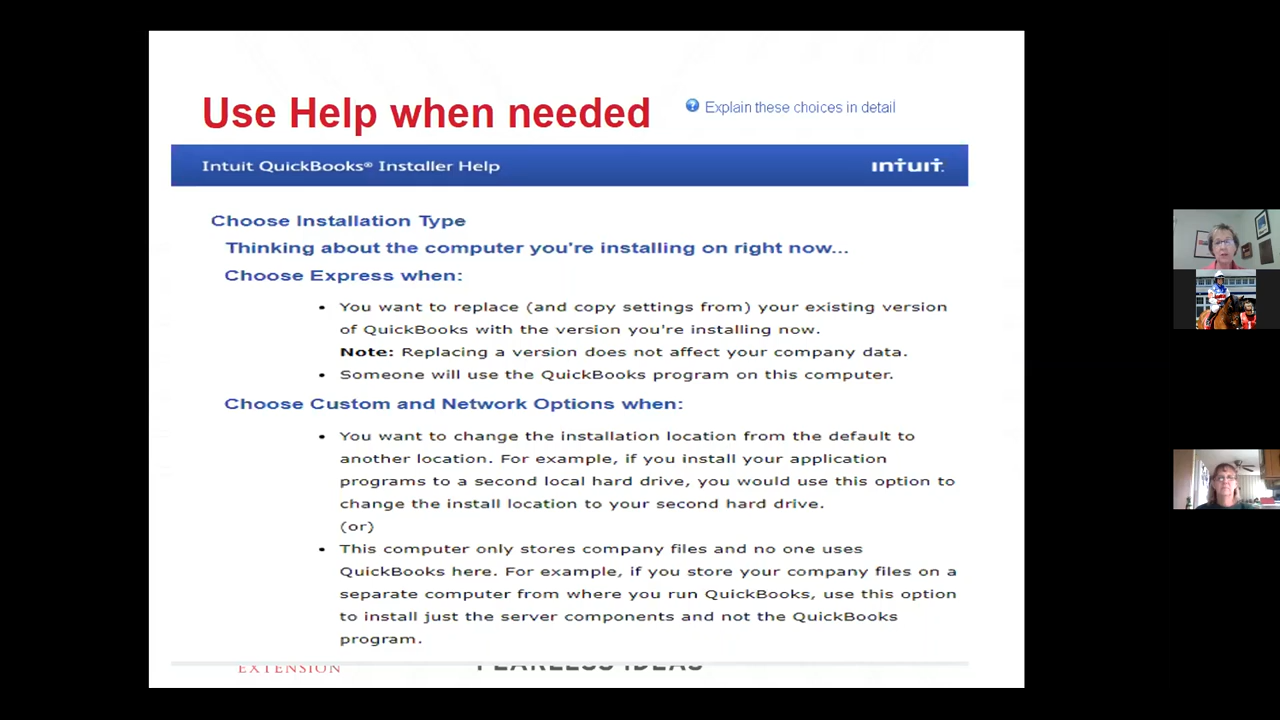 Use Help when needed
Explain these choices in detail
Intuit QuickBooks® Installer Help
intuit.
Choose Installation Type
Thinking about the computer you're installing on right now...
Choose Express when:
• You want to replace (and copy settings from) your existing version
of QuickBooks with the version you're installing now.
Note: Replacing a version does not affect your company data.
• Someone will use the QuickBooks program on this computer.
Choose Custom and Network Options when:
• You want to change the installation location from the default to
another location. For example, if you install your application
programs to a second local hard drive, you would use this option to
change the install location to your second hard drive.
(or)
• This computer only stores company files and no one uses
QuickBooks here. For example, if you store your company files on a
separate computer from where you run QuickBooks, use this option
to install just the server components and not the QuickBooks
program.
EXTENSION
FEARLESS IDEAS